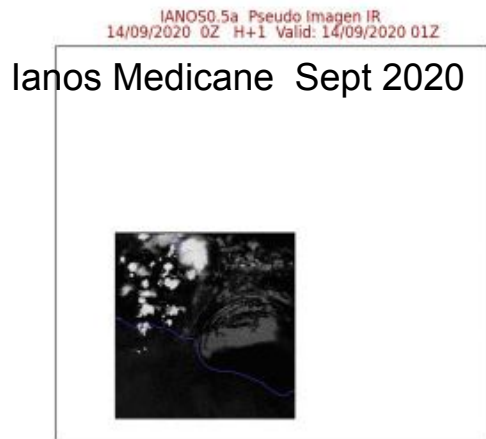 IANOS0.5a Pseudo Imagen IR
14/09/2020 0Z H+1 Valid: 14/09/2020 01Z
Ianos Medicane Sept 2020